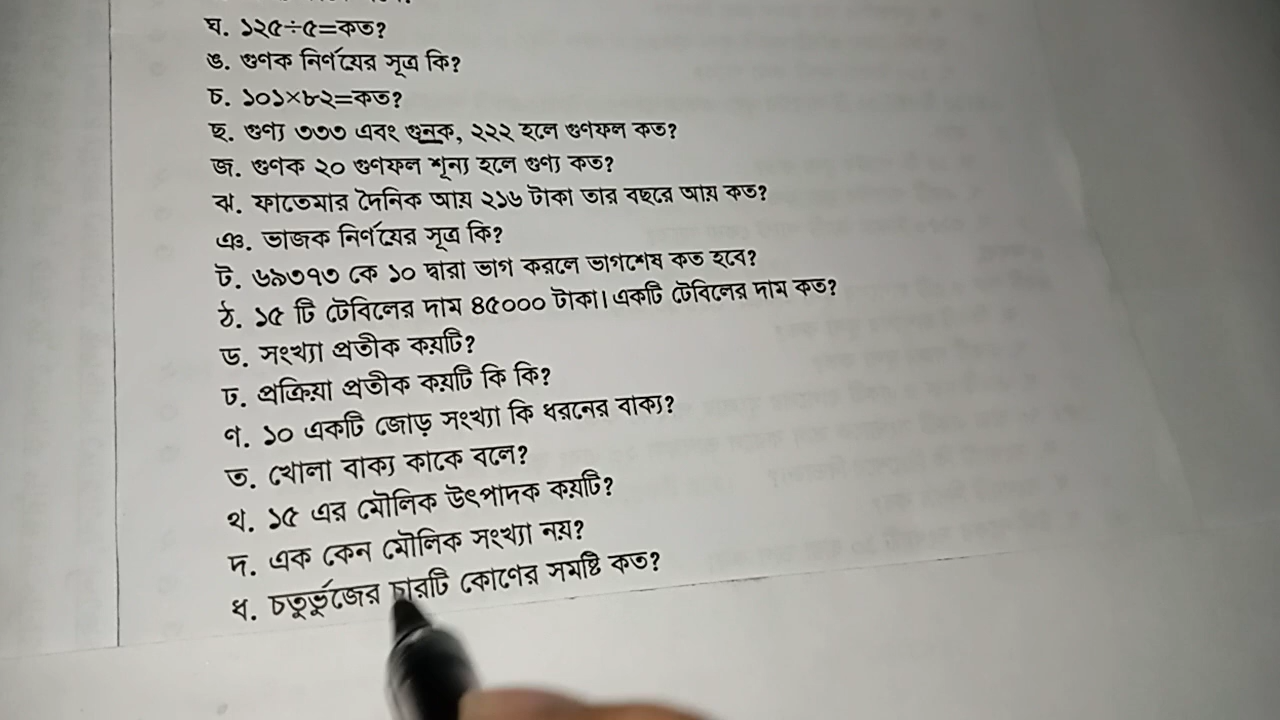 ঘ. ১২৫÷৫=কত?
ঙ. গুণক নির্ণয়ের সূত্র কি?
চ. ১০১×৮২=কত?
ছ. গুণ্য ৩৩৩ এবং গুনক, ২২২ হলে গুণফল কত?
জ. গুণক ২০ গুণফল শূন্য হলে গুণ্য কত?
ঝ. ফাতেমার দৈনিক আয় ২১৬ টাকা তার বছরে আয় কত?
ঞ. ভাজক নির্ণয়ের সূত্র কি?
ট. ৬৯৩৭৩ কে ১০ দ্বারা ভাগ করলে ভাগশেষ কত হবে?
ঠ. ১৫ টি টেবিলের দাম ৪৫০০০ টাকা। একটি টেবিলের দাম কত?
ড. সংখ্যা প্রতীক কয়টি?
ঢ. প্রক্রিয়া প্রতীক কয়টি কি কি?
ণ. ১০ একটি জোড় সংখ্যা কি ধরনের বাক্য?
ত. খোলা বাক্য কাকে বলে?
থ. ১৫ এর মৌলিক উৎপাদক কয়টি?
দ. এক কেন মৌলিক সংখ্যা নয়?
ধ. চতুর্ভুজের চারটি কোণের সমষ্টি কত?